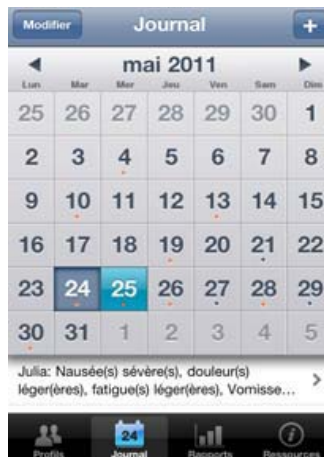 Modifier Journal +
mai 2011
Lun Mar Mer Jeu Ven Sam Dim
25 26 27 28 29 30 1
2 3 4 5 6 7 8
9 10 11 12 13 14 15
16 17 18 19 20 21 22
23 24 25 26 27 28 29
30 31 1 2 3 4 5
Julia: Nausée(s) sévère(s), douleur(s)
léger(ères), fatigue(s) léger(ères), Vomisse...
24
Profils Journal Rapports Ressources